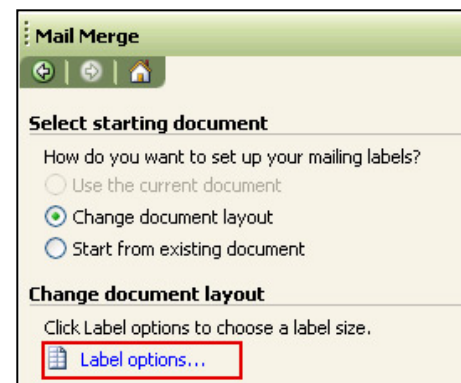 Mail Merge
Select starting document
How do you want to set up your mailing labels?
Use the current document
Change document layout
Start from existing document
Change document layout
Click Label options to choose a label size.
Label options...